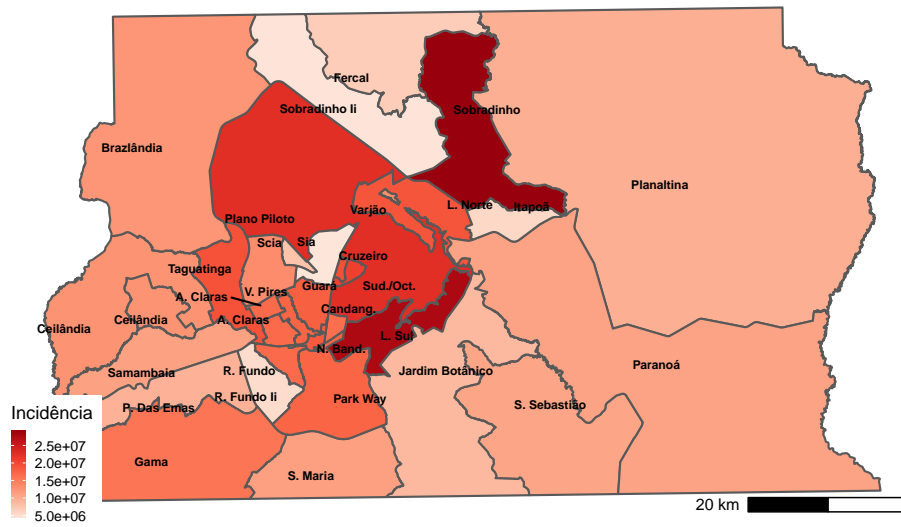 Fercal
Sobradinho Ii
Sobradinho
Brazlândia
Planaltina
L. Norte
Itapoã
Varjão
Plano Piloto
Scia
Sia
Cruzeiro
Taguatinga
V. Pires
Guará
Sud./Oct.
A. Claras
Candang.
Ceilândia
Ceilândia
A. Claras
L. Sul
N. Band.
Samambaia
R. Fundo
Jardim Botânico
Paranoá
R. Fundo Ii
Park Way
P. Das Emas
S. Sebastião
Gama
S. Maria
Incidência
2.5e+07
2.0e+07
1.5e+07
1.0e+07
5.0e+06
20 km